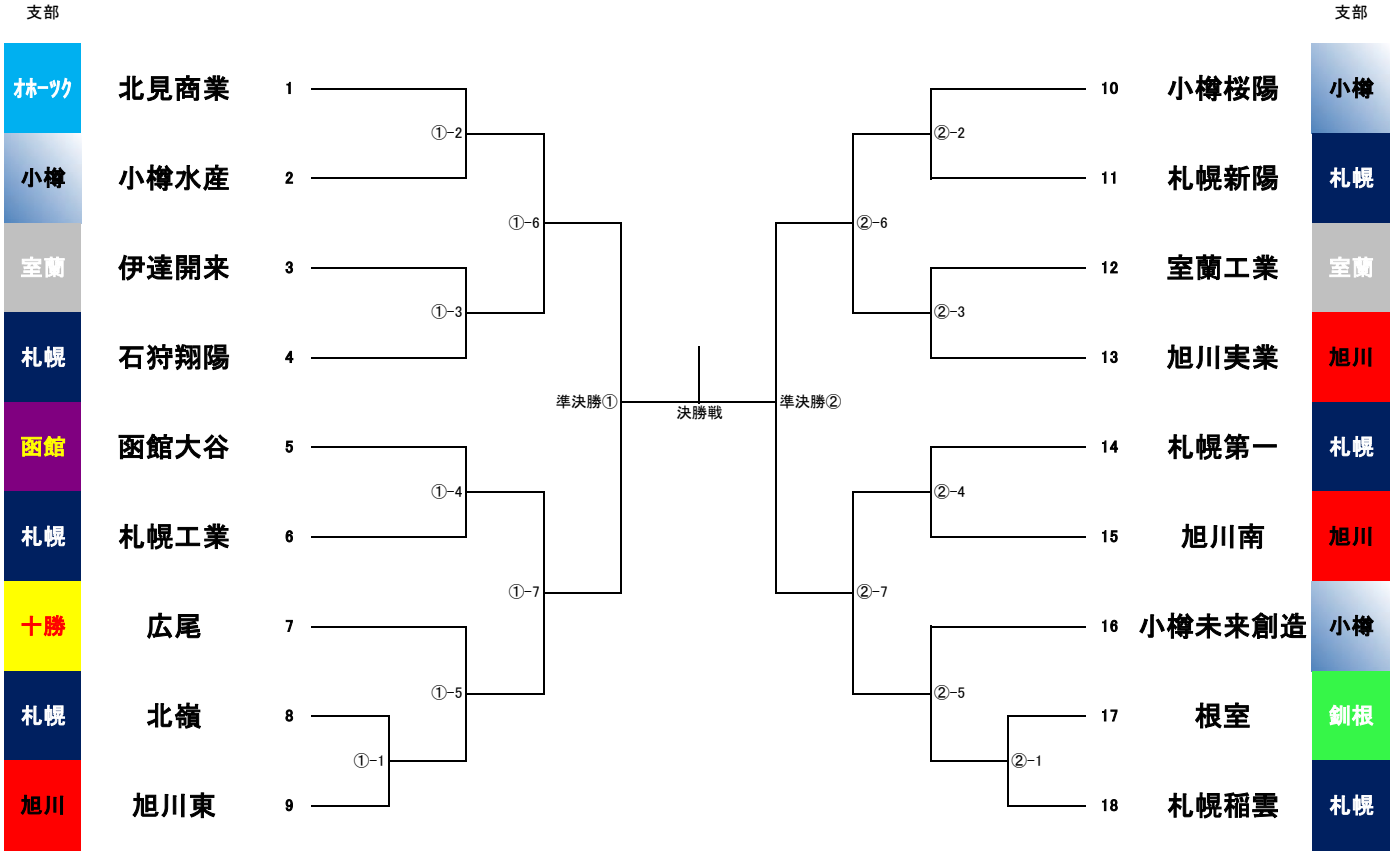 支部 支部
オホーツク 北見商業 1 10 小樽桜陽 小樽
①-2 ②-2
小樽 小樽水産 2 11 札幌新陽 札幌
①-6 ②-6
室蘭 伊達開来 3 12 室蘭工業 室蘭
①-3 ②-3
札幌 石狩翔陽 4 13 旭川実業 旭川
準決勝① 準決勝②
決勝戦
函館 函館大谷 5 14 札幌第一 札幌
①-4 ②-4
札幌 札幌工業 6 15 旭川南 旭川
①-7 ②-7
十勝 広尾 7 16 小樽未来創造 小樽
①-5 ②-5
札幌 北嶺 8 17 根室 釧根
①-1 ②-1
旭川 旭川東 9 18 札幌稲雲 札幌